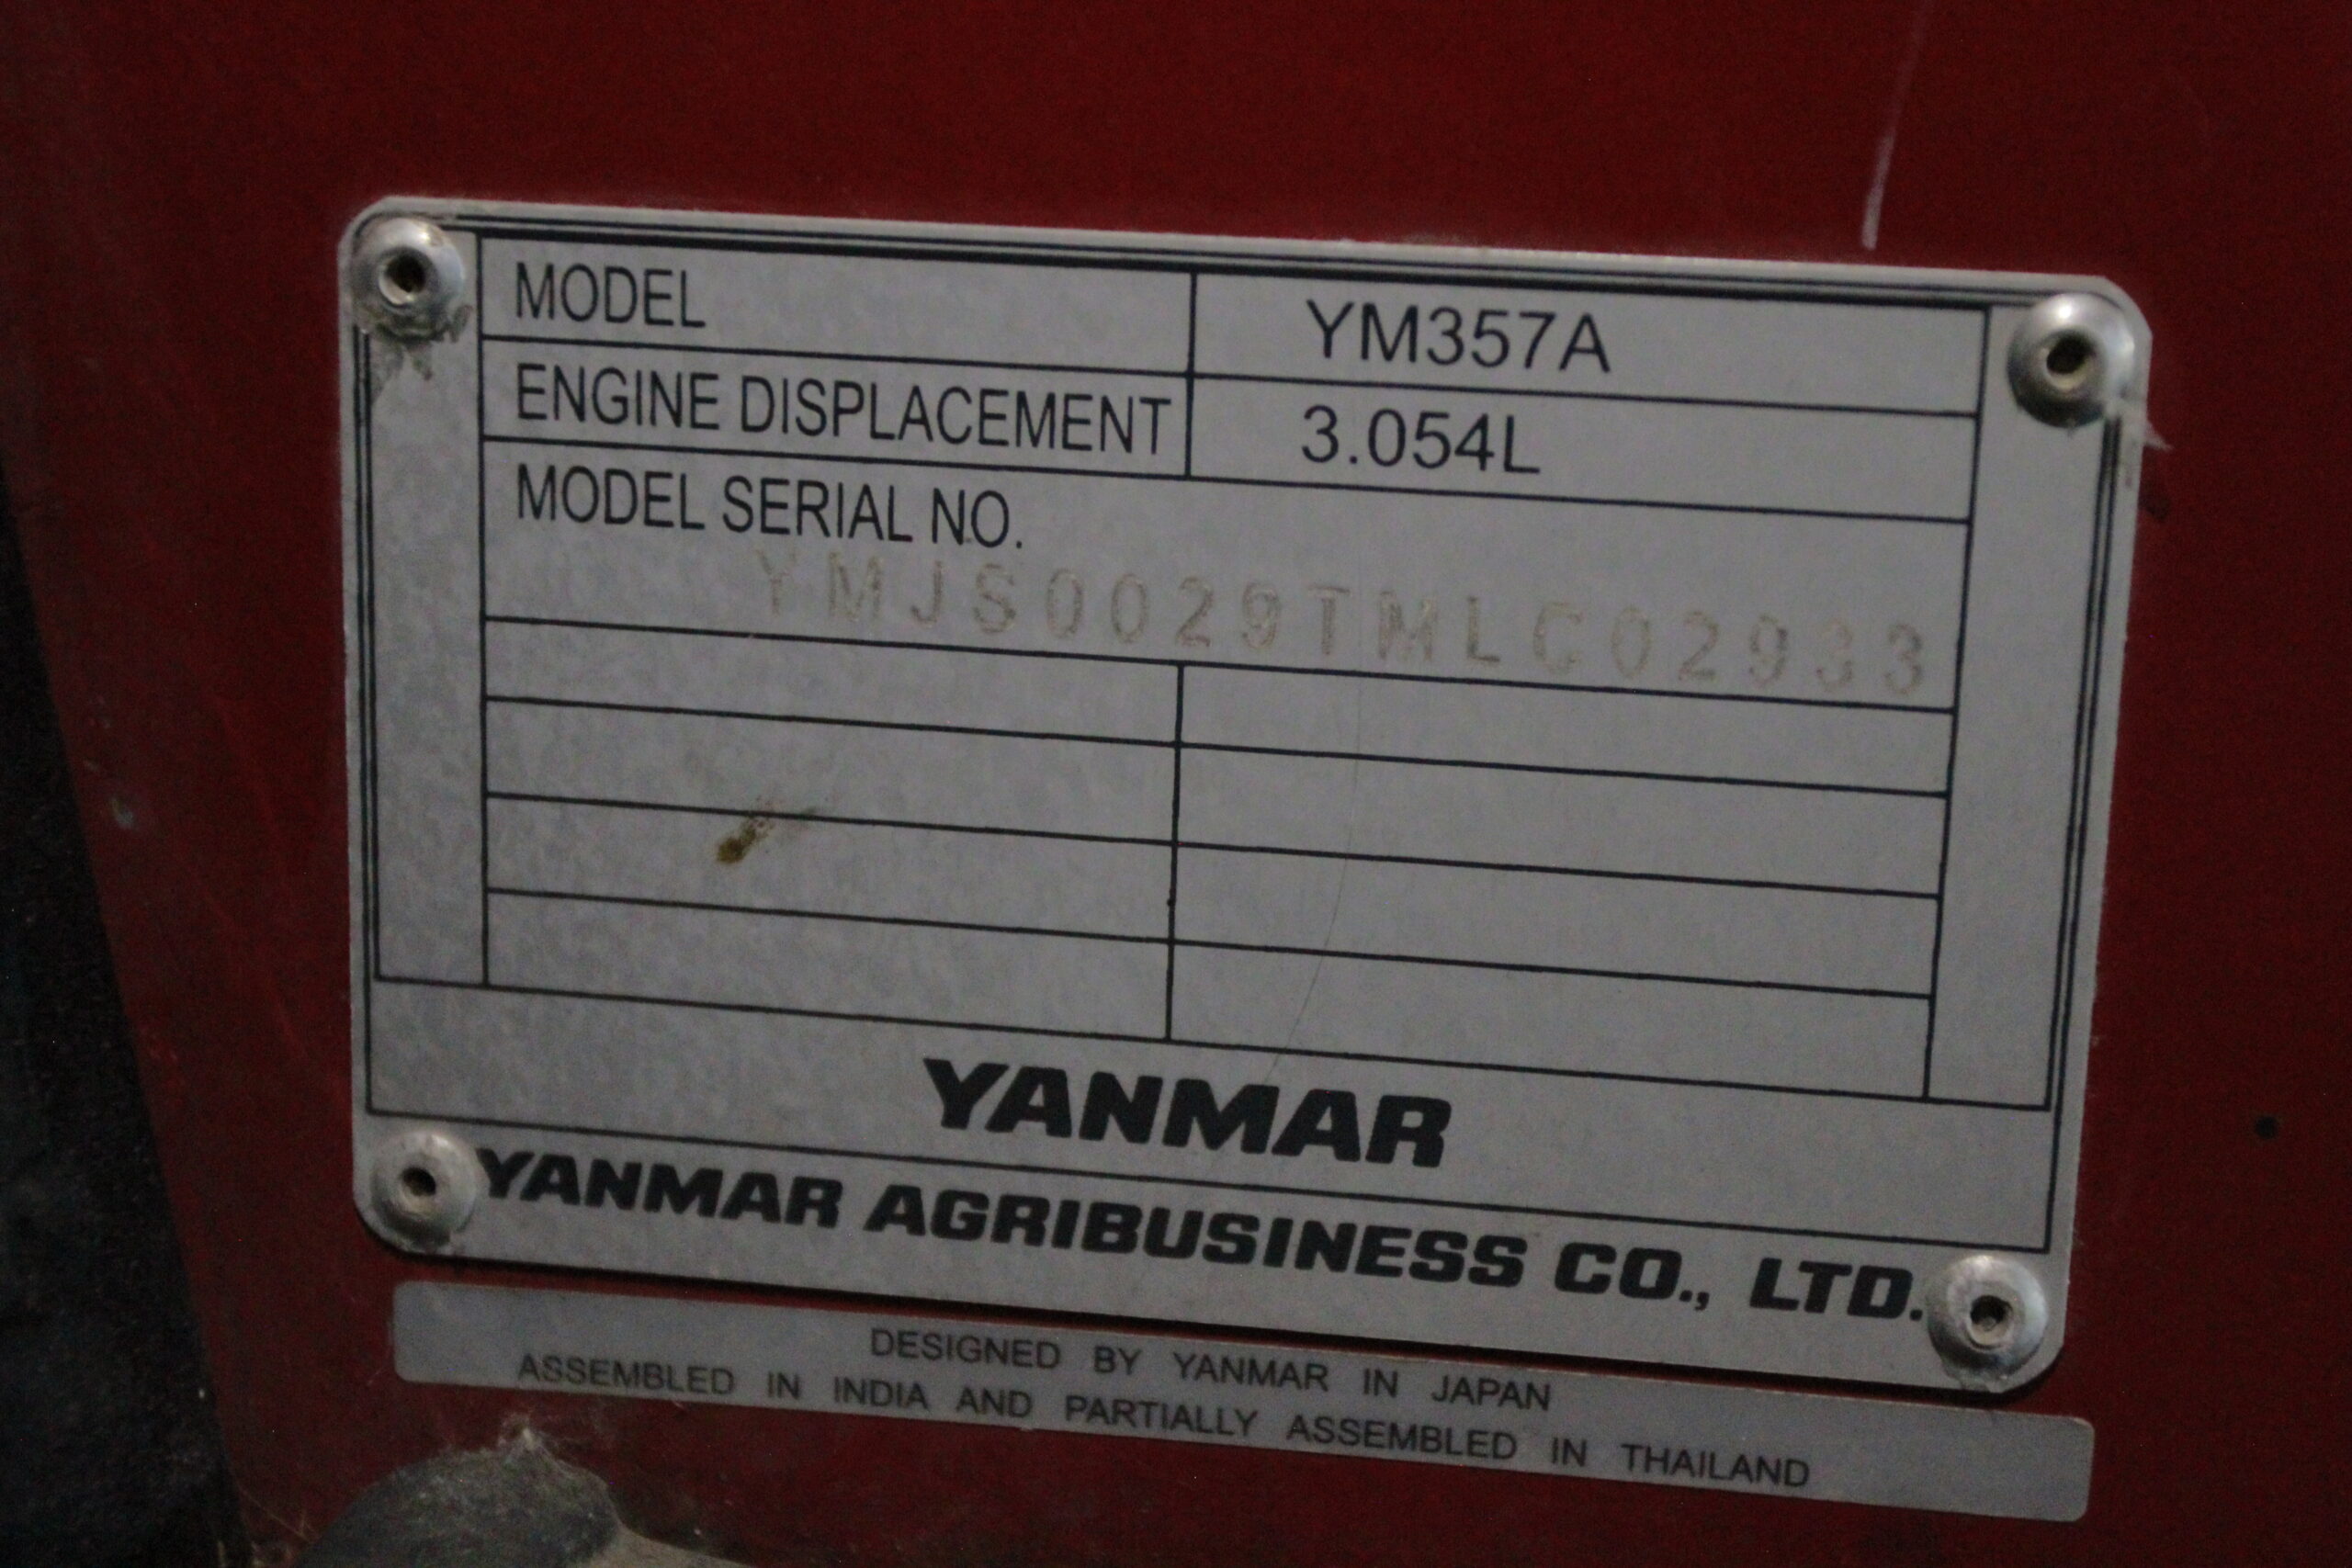 MODEL YM357A
ENGINE DISPLACEMENT 3.054L
MODEL SERIAL NO.
YMJS0029TMLC02933
YANMAR
YANMAR AGRIBUSINESS CO., LTD.
DESIGNED BY YANMAR IN JAPAN
ASSEMBLED IN INDIA AND PARTIALLY ASSEMBLED IN THAILAND